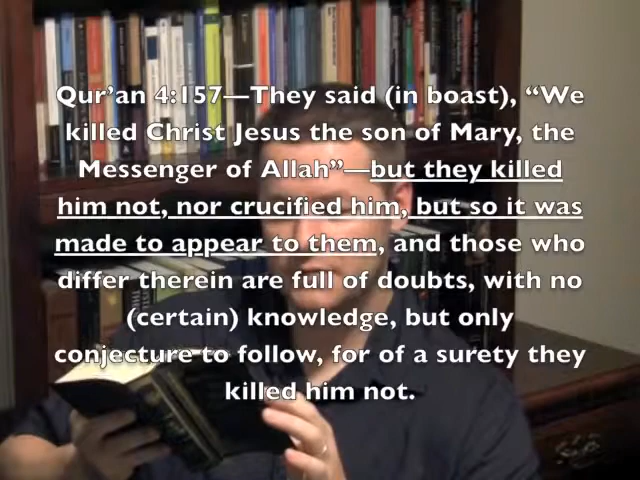 Qur’an 4:157—They said (in boast), “We
killed Christ Jesus the son of Mary, the
Messenger of Allah”—but they killed
him not, nor crucified him, but so it was
made to appear to them, and those who
differ therein are full of doubts, with no
(certain) knowledge, but only
conjecture to follow, for of a surety they
killed him not.